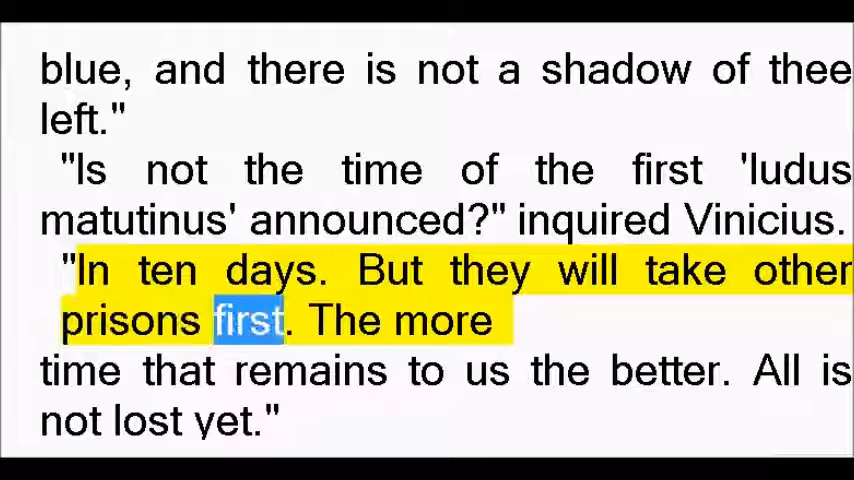 blue, and there is not a shadow of thee
left."
"Is not the time of the first 'ludus
matutinus' announced?" inquired Vinicius.
"In ten days. But they will take other
prisons first. The more
time that remains to us the better. All is
not lost yet."